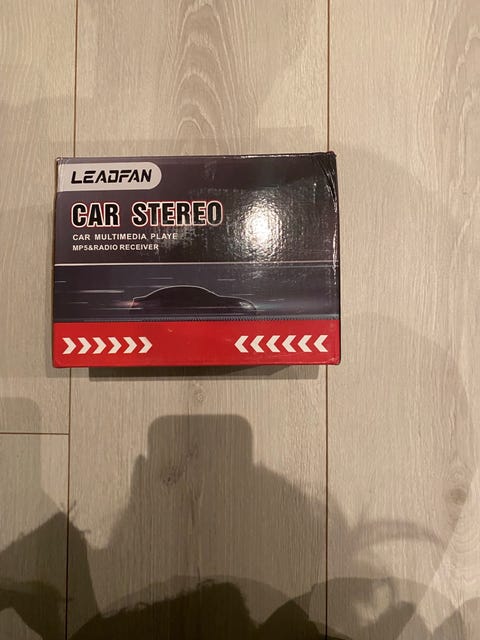 LEADFAN
CAR STEREO
CAR MULTIMEDIA PLAYE
MP5&RADIO RECEIVER